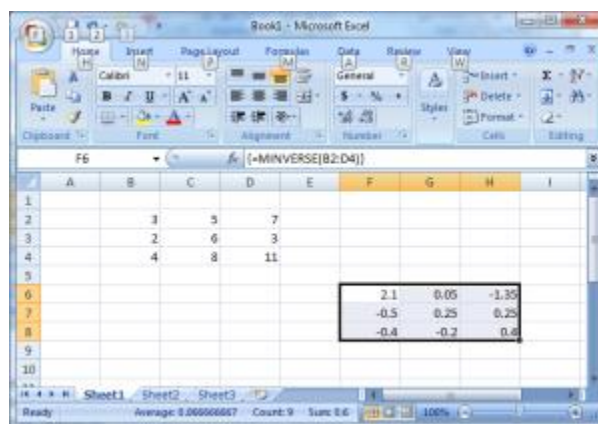 Book1 - Microsoft Excel
1 2
Home Insert Page Layout Formulas Data Review View
H N P M A R W
Calibri 11 General Insert
Paste B I U A A $ % Styles Delete
Format
Clipboard Font Alignment Number Cells Editing
F6 fx {=MINVERSE(B2:D4)}
A B C D E F G H I
1
2 3 5 7
3 2 6 3
4 4 8 11
5
6 2.1 0.05 -1.35
7 -0.5 0.25 0.25
8 -0.4 -0.2 0.4
9
10
Sheet1 Sheet2 Sheet3
Ready Average: 0.066666667 Count: 9 Sum: 0.6 100%